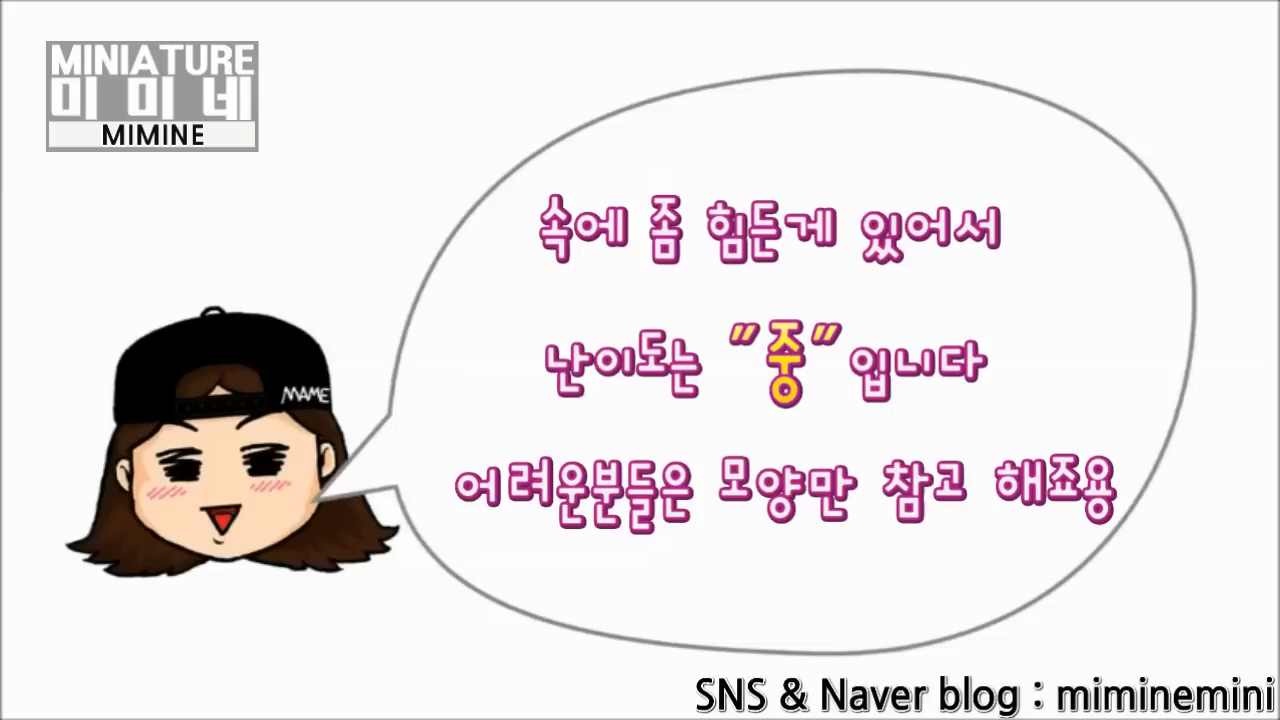 MINIATURE
미미네
MIMINE
속에 좀 힘든게 있어서
난이도는 "중"입니다
어려운분들은 모양만 참고 해죠용
MAME
SNS & Naver blog : miminemini